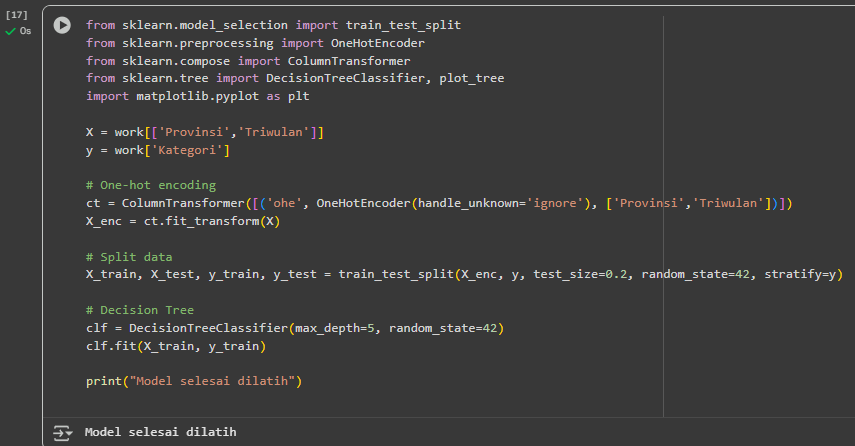 [17]
0s
from sklearn.model_selection import train_test_split
from sklearn.preprocessing import OneHotEncoder
from sklearn.compose import ColumnTransformer
from sklearn.tree import DecisionTreeClassifier, plot_tree
import matplotlib.pyplot as plt
X = work[['Provinsi','Triwulan']]
y = work['Kategori']
# One-hot encoding
ct = ColumnTransformer([('ohe', OneHotEncoder(handle_unknown='ignore'), ['Provinsi','Triwulan'])])
X_enc = ct.fit_transform(X)
# Split data
X_train, X_test, y_train, y_test = train_test_split(X_enc, y, test_size=0.2, random_state=42, stratify=y)
# Decision Tree
clf = DecisionTreeClassifier(max_depth=5, random_state=42)
clf.fit(X_train, y_train)
print("Model selesai dilatih")
Model selesai dilatih